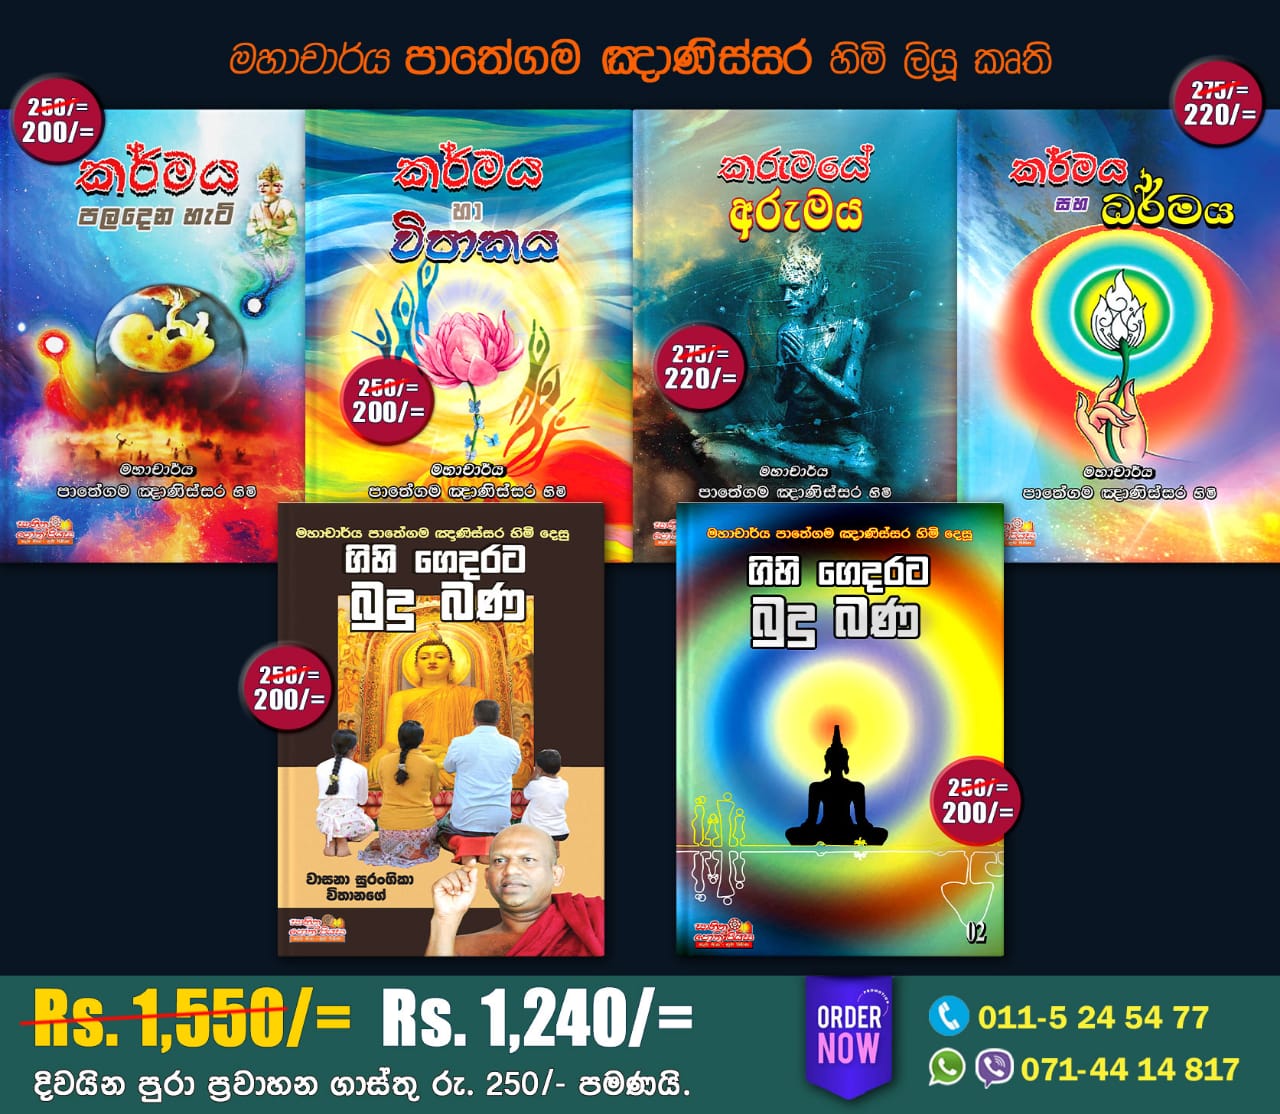 මහාචාර්ය පාතේගම ඤාණිස්සර හිමි ලියූ කෘති
250/=
200/=
කර්මය
පලදෙන හැටි
මහාචාර්ය
පාතේගම ඤාණිස්සර හිමි
කර්මය
හා
විපාකය
250/=
200/=
මහාචාර්ය
පාතේගම ඤාණිස්සර හිමි
කරුමයේ
අරුමය
275/=
220/=
මහාචාර්ය
පාතේගම ඤාණිස්සර හිමි
275/=
220/=
කර්මය
සහ ධර්මය
මහාචාර්ය
පාතේගම ඤාණිස්සර හිමි
මහාචාර්ය පාතේගම ඤාණිස්සර හිමි දෙසූ
ගිහි ගෙදරට
බුදු බණ
250/=
200/=
වාසනා සුරංගිකා
විතානගේ
මහාචාර්ය පාතේගම ඤාණිස්සර හිමි දෙසූ
ගිහි ගෙදරට
බුදු බණ
250/=
200/=
02
Rs. 1,550/= Rs. 1,240/=
දිවයින පුරා ප්‍රවාහන ගාස්තු රු. 250/- පමණයි.
PROMOTION
ORDER
NOW
011-5 24 54 77
071-44 14 817